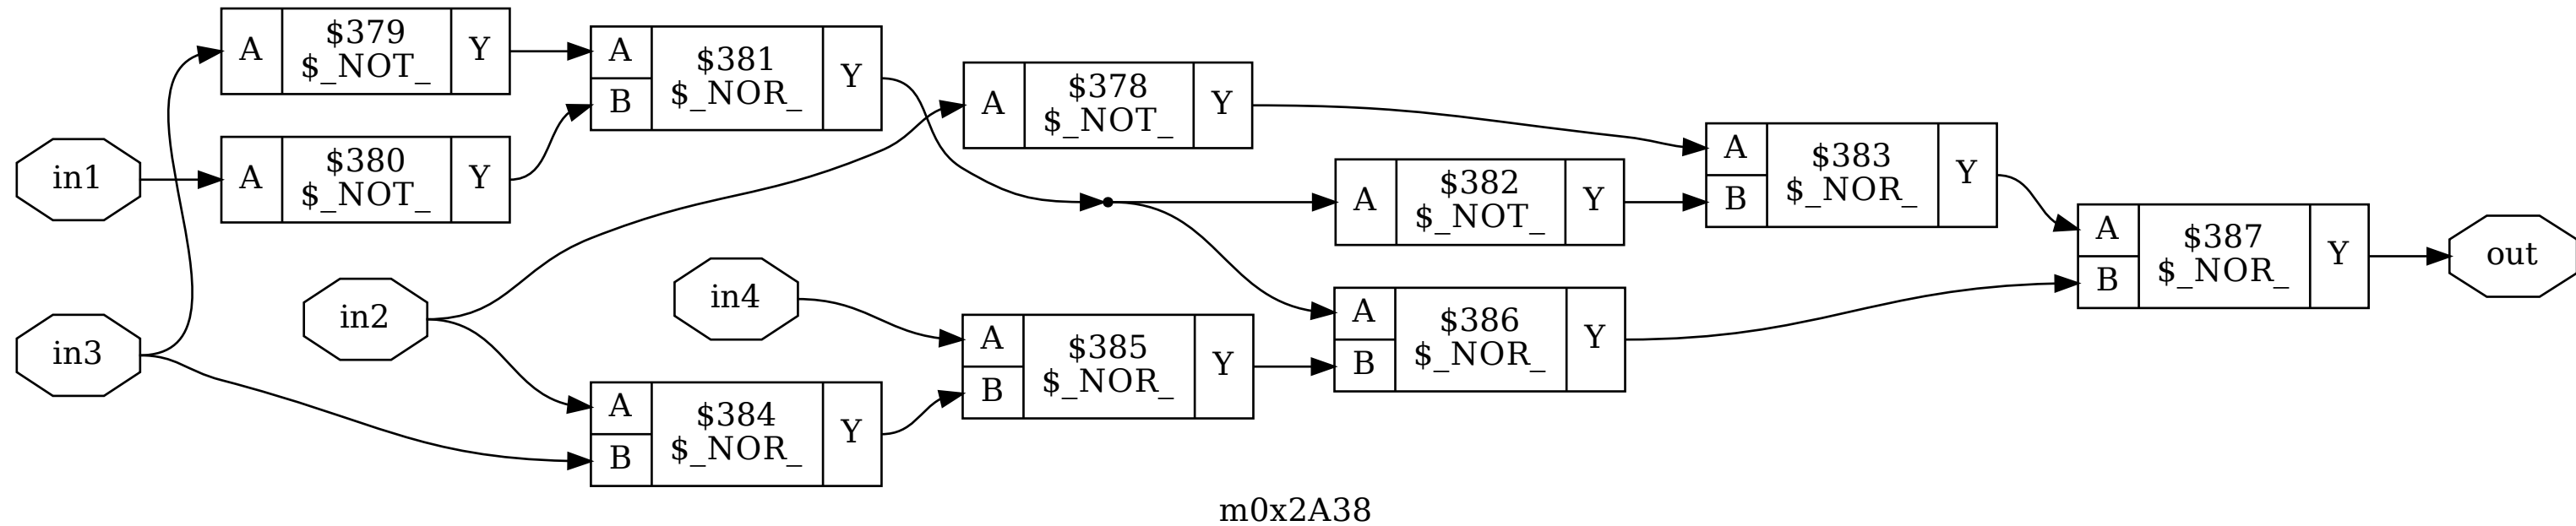 A $379 Y
$_NOT_
A $381 Y
B $_NOR_
A $378 Y
$_NOT_
in1
A $380 Y
$_NOT_
A $383 Y
B $_NOR_
A $382 Y
$_NOT_
in2
in4
A $387 Y
B $_NOR_
out
in3
A $385 Y
B $_NOR_
A $386 Y
B $_NOR_
A $384 Y
B $_NOR_
m0x2A38